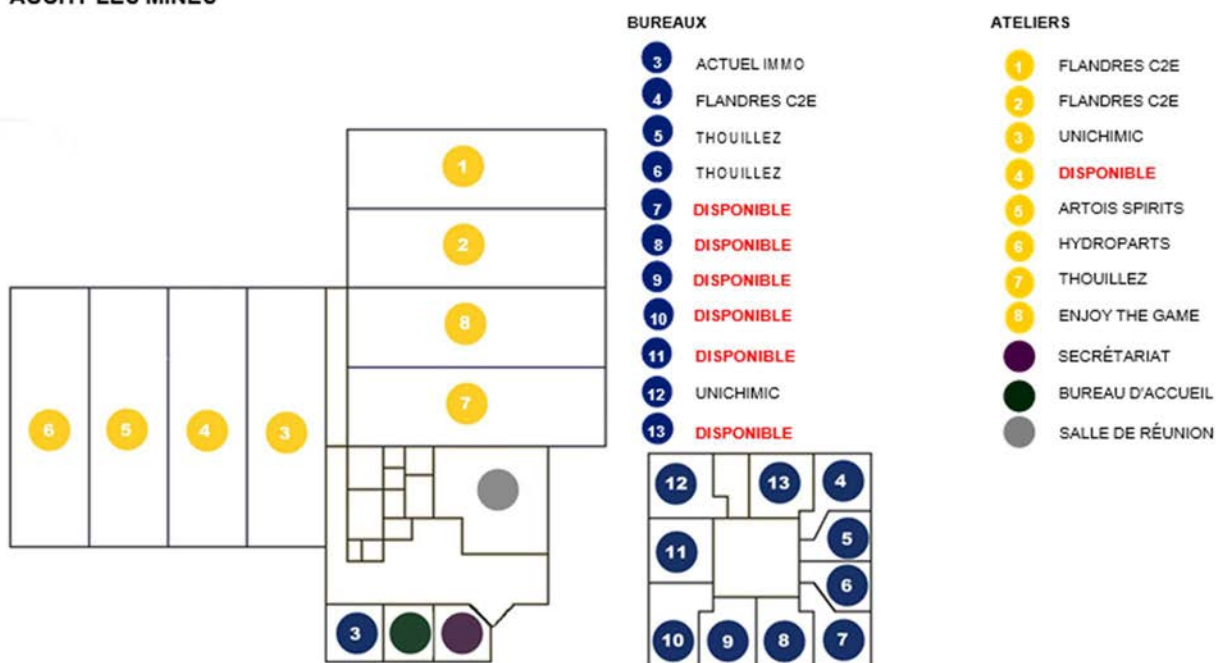 AUCHY LES MINES
BUREAUX
3 ACTUEL IMMO
4 FLANDRES C2E
5 THOUILLEZ
6 THOUILLEZ
7 DISPONIBLE
8 DISPONIBLE
9 DISPONIBLE
10 DISPONIBLE
11 DISPONIBLE
12 UNICHIMIC
13 DISPONIBLE
ATELIERS
1 FLANDRES C2E
2 FLANDRES C2E
3 UNICHIMIC
4 DISPONIBLE
5 ARTOIS SPIRITS
6 HYDROPARTS
7 THOUILLEZ
8 ENJOY THE GAME
SECRÉTARIAT
BUREAU D'ACCUEIL
SALLE DE RÉUNION
1
2
8
7
6 5 4 3
3
12 13 4
5
11
6
10 9 8 7